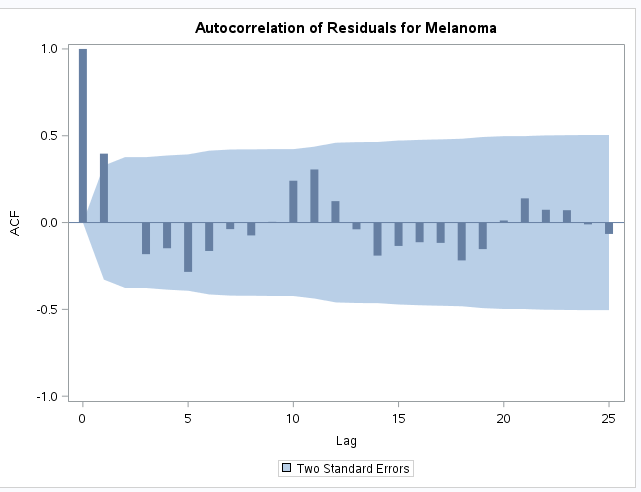 Autocorrelation of Residuals for Melanoma
1.0
0.5
0.0
-0.5
-1.0
ACF
0 5 10 15 20 25
Lag
Two Standard Errors